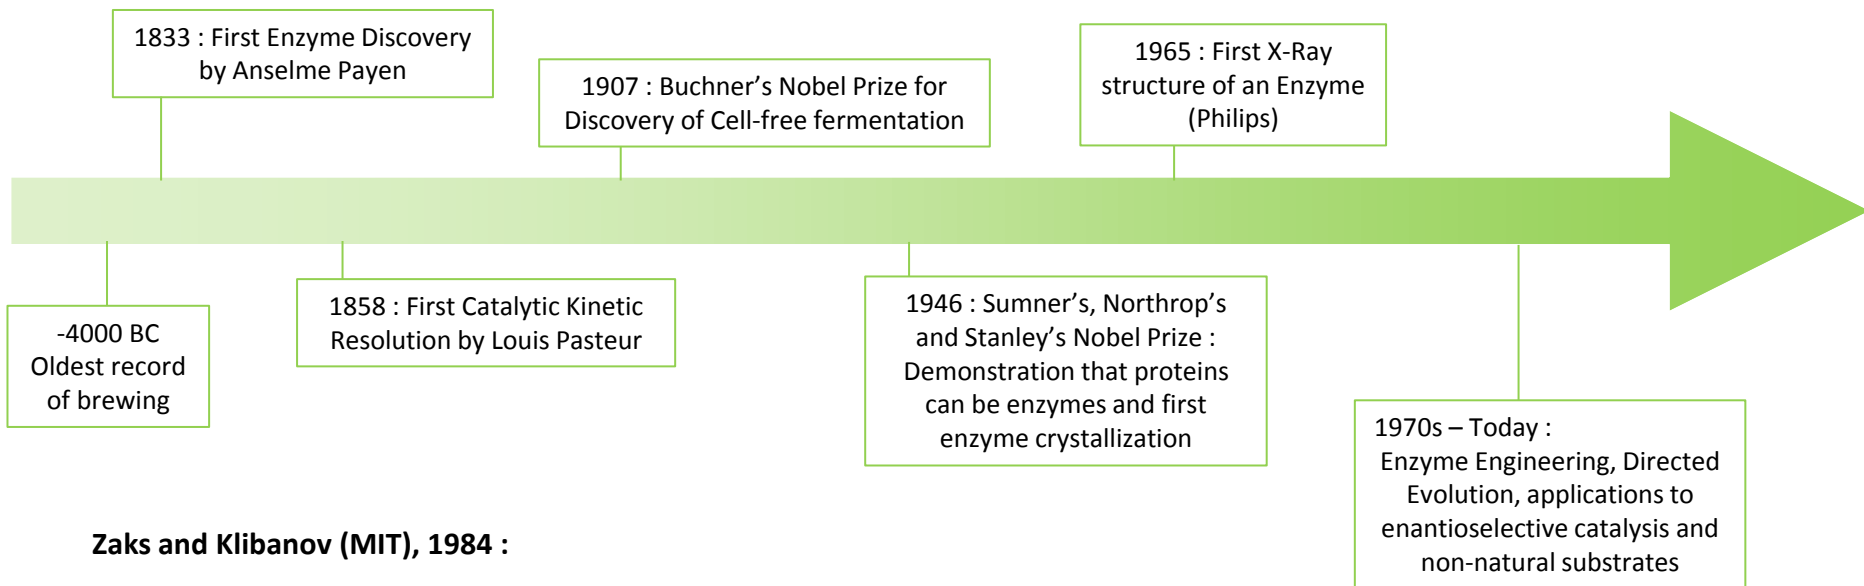 1833 : First Enzyme Discovery
by Anselme Payen
1907 : Buchner’s Nobel Prize for
Discovery of Cell-free fermentation
1965 : First X-Ray
structure of an Enzyme
(Philips)
-4000 BC
Oldest record
of brewing
1858 : First Catalytic Kinetic
Resolution by Louis Pasteur
1946 : Sumner’s, Northrop’s
and Stanley’s Nobel Prize :
Demonstration that proteins
can be enzymes and first
enzyme crystallization
1970s – Today :
Enzyme Engineering, Directed
Evolution, applications to
enantioselective catalysis and
non-natural substrates
Zaks and Klibanov (MIT), 1984 :